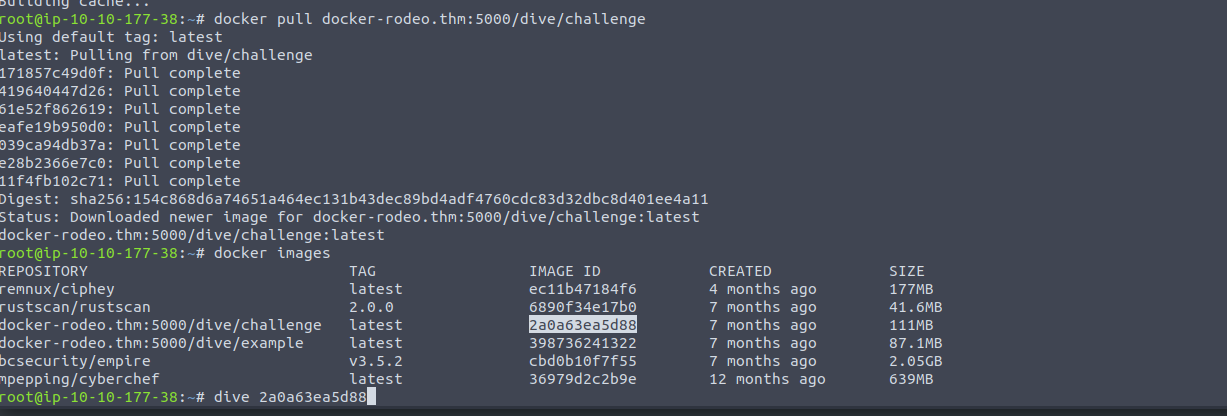 Building cache...
root@ip-10-10-177-38:~# docker pull docker-rodeo.thm:5000/dive/challenge
Using default tag: latest
latest: Pulling from dive/challenge
171857c49d0f: Pull complete
419640447d26: Pull complete
61e52f862619: Pull complete
eafe19b950d0: Pull complete
039ca94db37a: Pull complete
e28b2366e7c0: Pull complete
11f4fb102c71: Pull complete
Digest: sha256:154c868d6a74651a464ec131b43dec89bd4adf4760cdc83d32dbc8d401ee4a11
Status: Downloaded newer image for docker-rodeo.thm:5000/dive/challenge:latest
docker-rodeo.thm:5000/dive/challenge:latest
root@ip-10-10-177-38:~# docker images
REPOSITORY TAG IMAGE ID CREATED SIZE
remnux/ciphey latest ec11b47184f6 4 months ago 177MB
rustscan/rustscan 2.0.0 6890f34e17b0 7 months ago 41.6MB
docker-rodeo.thm:5000/dive/challenge latest 2a0a63ea5d88 7 months ago 111MB
docker-rodeo.thm:5000/dive/example latest 398736241322 7 months ago 87.1MB
bcsecurity/empire v3.5.2 cbd0b10f7f55 7 months ago 2.05GB
mpepping/cyberchef latest 36979d2c2b9e 12 months ago 639MB
root@ip-10-10-177-38:~# dive 2a0a63ea5d88